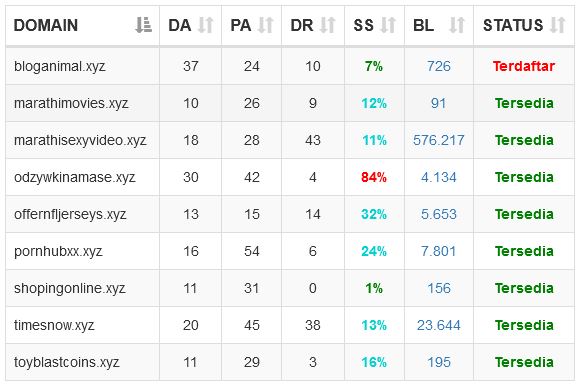 DOMAIN DA PA DR SS BL STATUS
bloganimal.xyz 37 24 10 7% 726 Terdaftar
marathimovies.xyz 10 26 9 12% 91 Tersedia
marathisexyvideo.xyz 18 28 43 11% 576.217 Tersedia
odzywkinamase.xyz 30 42 4 84% 4.134 Tersedia
offernfljerseys.xyz 13 15 14 32% 5.653 Tersedia
pornhubxx.xyz 16 54 6 24% 7.801 Tersedia
shopingonline.xyz 11 31 0 1% 156 Tersedia
timesnow.xyz 20 45 38 13% 23.644 Tersedia
toyblastcoins.xyz 11 29 3 16% 195 Tersedia